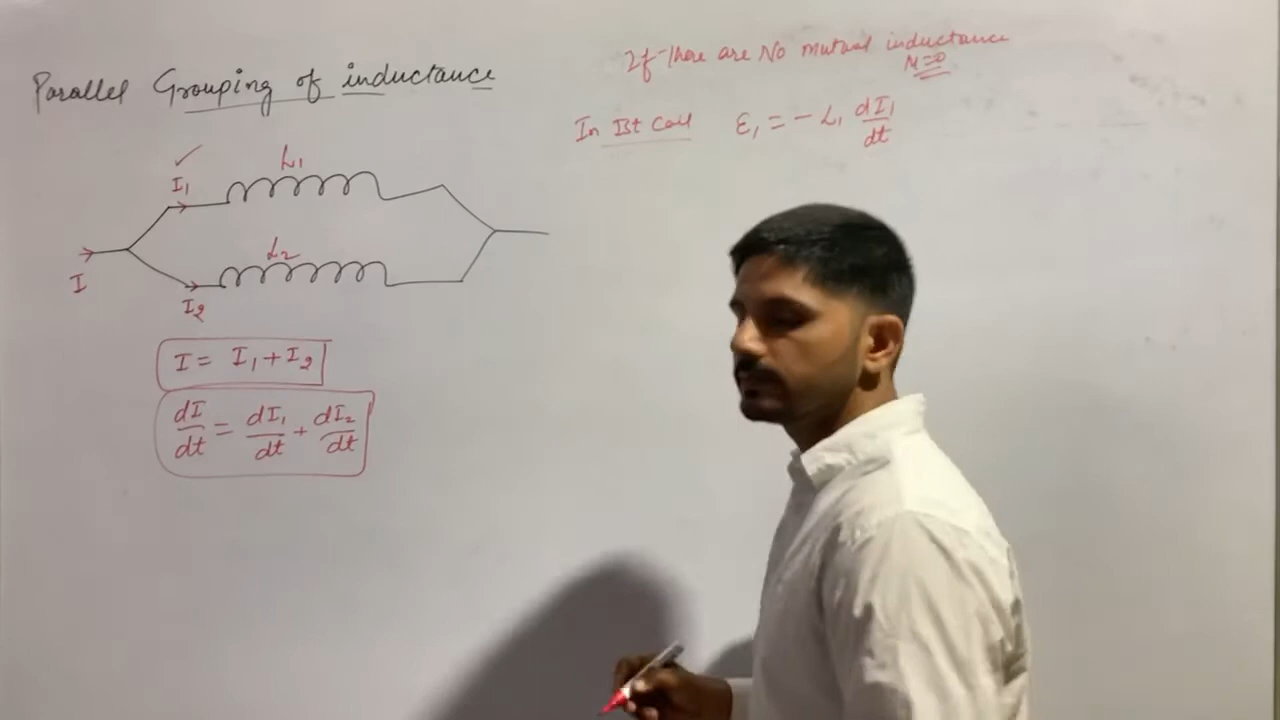 Parallel Grouping of inductance
If there are No mutual inductance
M=0
In Ist Coil ε₁ = - L₁ dI₁/dt
I₁
L₁
I
L₂
I₂
I = I₁ + I₂
dI/dt = dI₁/dt + dI₂/dt